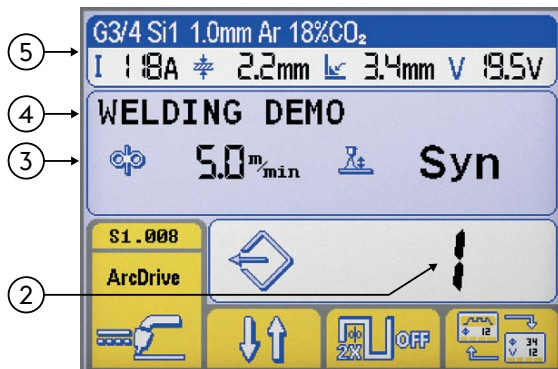 G3/4 Si1 1.0mm Ar 18%CO₂
5
I 118A 2.2mm 3.4mm V 19.5V
4
WELDING DEMO
3
5.0 m/min Syn
S1.008
ArcDrive
1
2
2X OFF
12
34
V 12